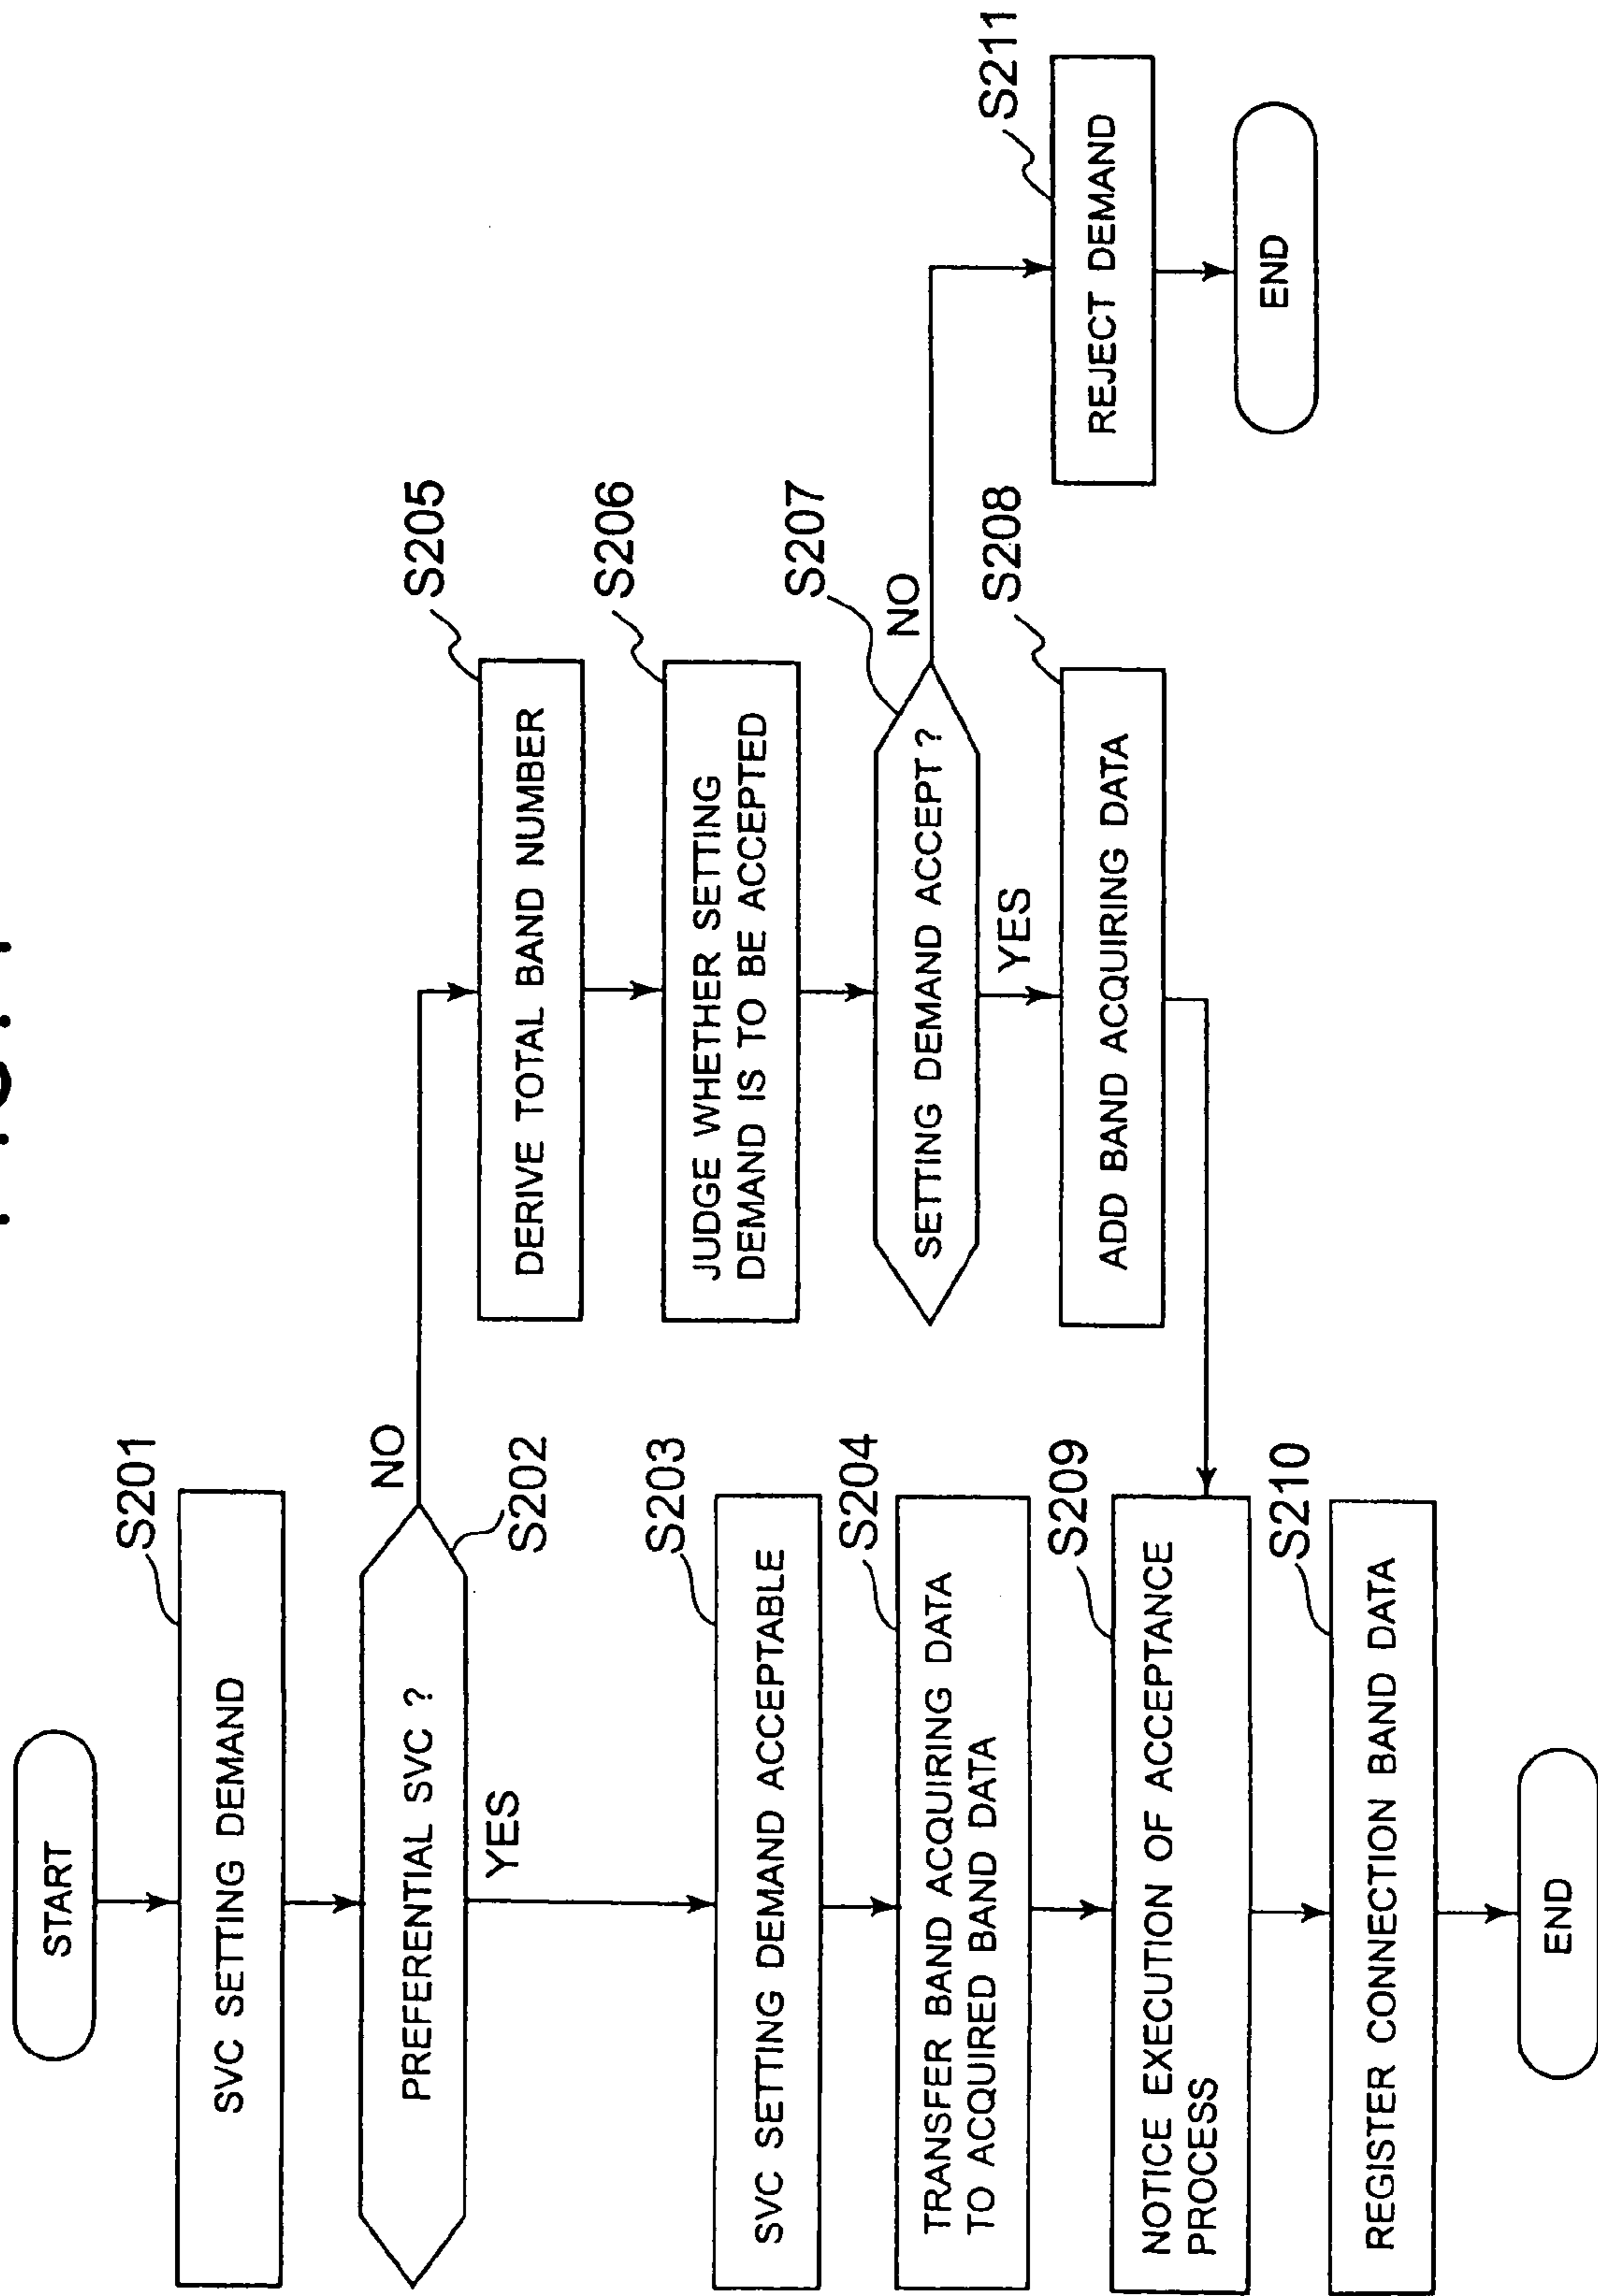 START
S201
SVC SETTING DEMAND
PREFERENTIAL SVC ?
NO
S202
YES
S203
SVC SETTING DEMAND ACCEPTABLE
S204
TRANSFER BAND ACQUIRING DATA
TO ACQUIRED BAND DATA
S209
NOTICE EXECUTION OF ACCEPTANCE
PROCESS
S210
REGISTER CONNECTION BAND DATA
END
S205
DERIVE TOTAL BAND NUMBER
S206
JUDGE WHETHER SETTING
DEMAND IS TO BE ACCEPTED
S207
SETTING DEMAND ACCEPT ?
NO
YES
S208
ADD BAND ACQUIRING DATA
S211
REJECT DEMAND
END